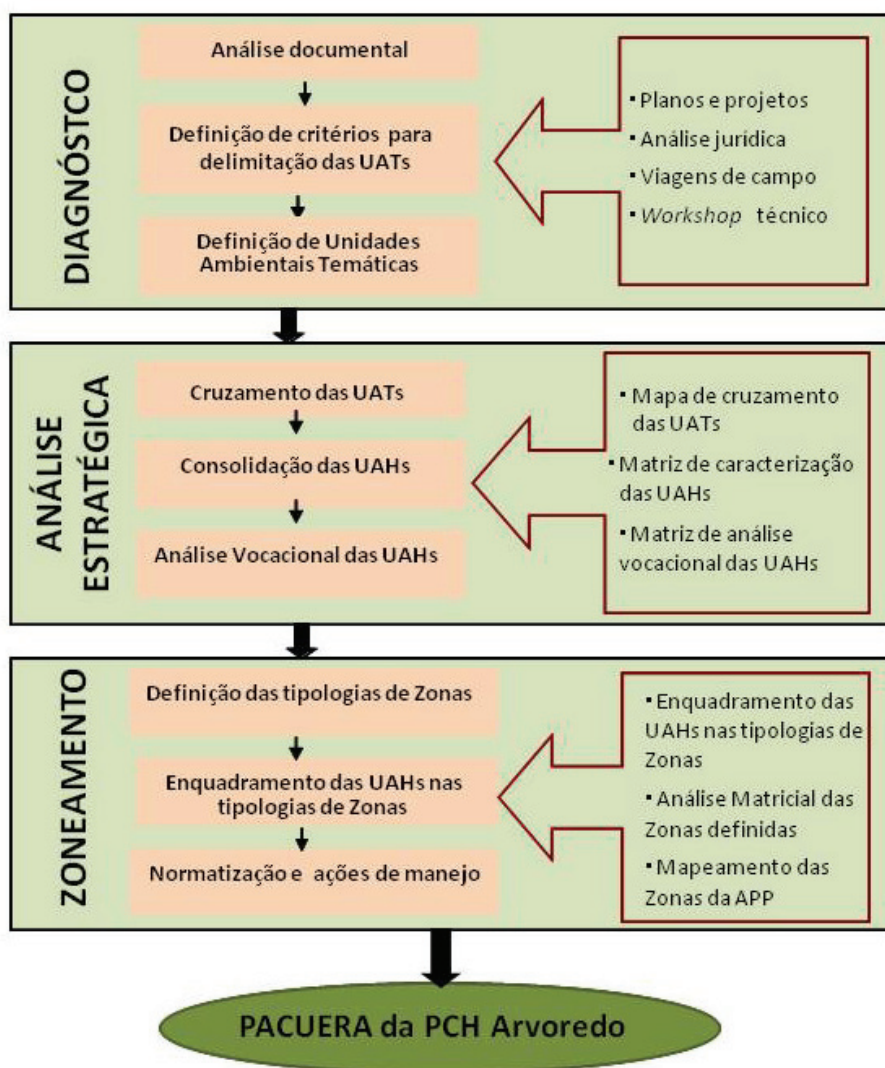 DIAGNÓSTCO
Análise documental
Definição de critérios para
delimitação das UATs
Definição de Unidades
Ambientais Temáticas
▪ Planos e projetos
▪ Análise jurídica
▪ Viagens de campo
▪ Workshop técnico
ANÁLISE
ESTRATÉGICA
Cruzamento das UATs
Consolidação das UAHs
Análise Vocacional das UAHs
▪ Mapa de cruzamento
das UATs
▪ Matriz de caracterização
das UAHs
▪ Matriz de análise
vocacional das UAHs
ZONEAMENTO
Definição das tipologias de Zonas
Enquadramento das UAHs nas
tipologias de Zonas
Normatização e ações de manejo
▪ Enquadramento das
UAHs nas tipologias de
Zonas
▪ Análise Matricial das
Zonas definidas
▪ Mapeamento das
Zonas da APP
PACUERA da PCH Arvoredo